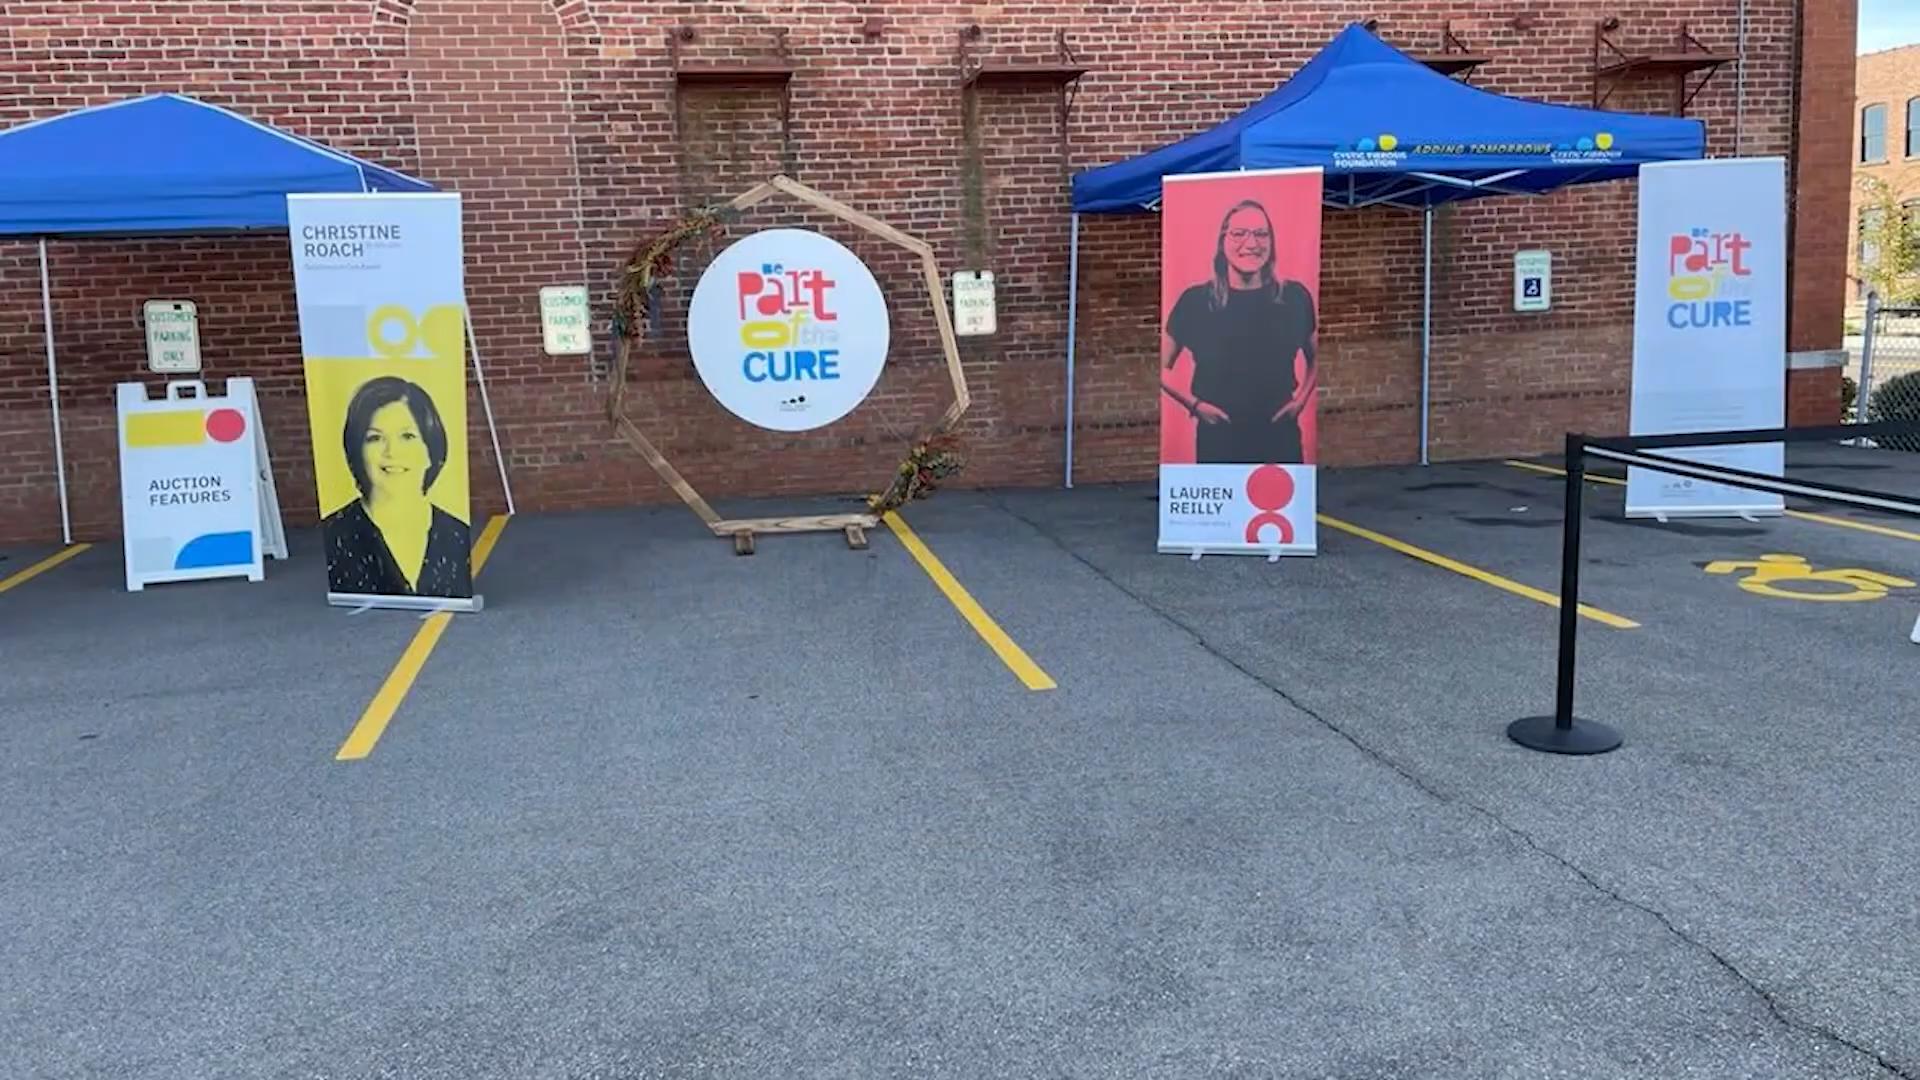 CHRISTINE
ROACH
CUSTOMER
PARKING
ONLY
AUCTION
FEATURES
CUSTOMER
PARKING
ONLY
Be
Part
of the
CURE
CUSTOMER
PARKING
ONLY
CYSTIC FIBROSIS
FOUNDATION
ADDING TOMORROWS
CYSTIC FIBROSIS
FOUNDATION
LAUREN
REILLY
PARKING
Be
Part
of the
CURE